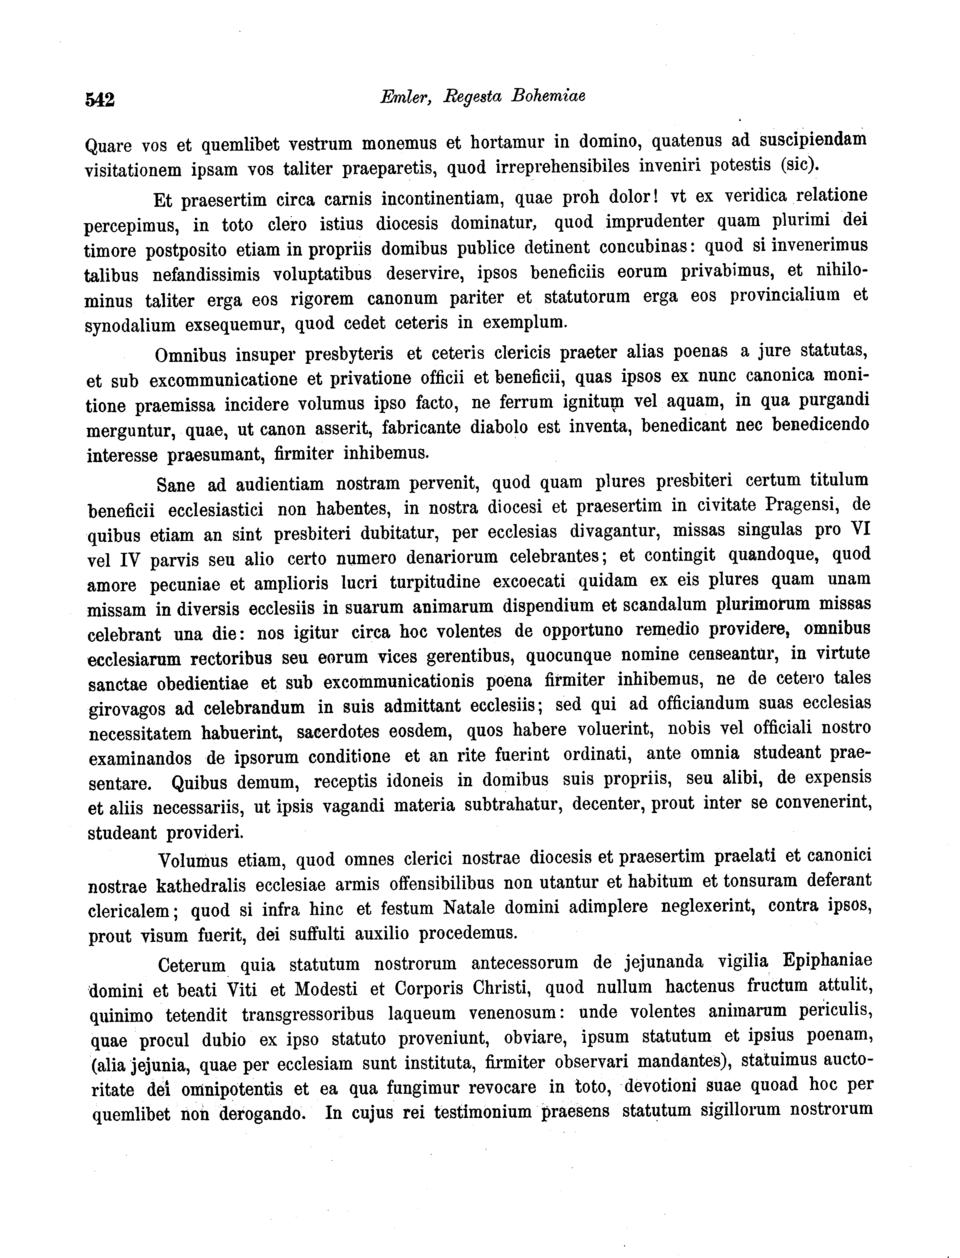 542
Emler, Regesta Bohemiae
Quare vos et quemlibet vestrum monemus et hortamur in domino, quatenus ad suscipiendam
visitationem ipsam vos taliter praeparetis, quod irreprehensibiles inveniri potestis (sic).
Et praesertim circa carnis incontinentiam, quae proh dolor! vt ex veridica relatione
percepimus, in toto clero istius diocesis dominatur, quod imprudenter quam plurimi dei
timore postposito etiam in propriis domibus publice detinent concubinas: quod si invenerimus
talibus nefandissimis voluptatibus deservire, ipsos beneficiis eorum privabimus, et nihilo-
minus taliter erga eos rigorem canonum pariter et statutorum erga eos provincialium et
synodalium exsequemur, quod cedet ceteris in exemplum.
Omnibus insuper presbyteris et ceteris clericis praeter alias poenas a jure statutas,
et sub excommunicatione et privatione officii et beneficii, quas ipsos ex nunc canonica moni-
tione praemissa incidere volumus ipso facto, ne ferrum ignitum vel aquam, in qua purgandi
merguntur, quae, ut canon asserit, fabricante diabolo est inventa, benedicant nec benedicendo
interesse praesumant, firmiter inhibemus.
Sane ad audientiam nostram pervenit, quod quam plures presbiteri certum titulum
beneficii ecclesiastici non habentes, in nostra diocesi et praesertim in civitate Pragensi, de
quibus etiam an sint presbiteri dubitatur, per ecclesias divagantur, missas singulas pro VI
vel IV parvis seu alio certo numero denariorum celebrantes; et contingit quandoque, quod
amore pecuniae et amplioris lucri turpitudine excoecati quidam ex eis plures quam unam
missam in diversis ecclesiis in suarum animarum dispendium et scandalum plurimorum missas
celebrant una die: nos igitur circa hoc volentes de opportuno remedio providere, omnibus
ecclesiarum rectoribus seu eorum vices gerentibus, quocunque nomine censeantur, in virtute
sanctae obedientiae et sub excommunicationis poena firmiter inhibemus, ne de cetero tales
girovagos ad celebrandum in suis admittant ecclesiis; sed qui ad officiandum suas ecclesias
necessitatem habuerint, sacerdotes eosdem, quos habere voluerint, nobis vel officiali nostro
examinandos de ipsorum conditione et an rite fuerint ordinati, ante omnia studeant prae-
sentare. Quibus demum, receptis idoneis in domibus suis propriis, seu alibi, de expensis
et aliis necessariis, ut ipsis vagandi materia subtrahatur, decenter, prout inter se convenerint,
studeant provideri.
Volumus etiam, quod omnes clerici nostrae diocesis et praesertim praelati et canonici
nostrae kathedralis ecclesiae armis offensibilibus non utantur et habitum et tonsuram deferant
clericalem; quod si infra hinc et festum Natale domini adimplere neglexerint, contra ipsos,
prout visum fuerit, dei suffulti auxilio procedemus.
Ceterum quia statutum nostrorum antecessorum de jejunanda vigilia Epiphaniae
domini et beati Viti et Modesti et Corporis Christi, quod nullum hactenus fructum attulit,
quinimo tetendit transgressoribus laqueum venenosum: unde volentes animarum periculis,
quae procul dubio ex ipso statuto proveniunt, obviare, ipsum statutum et ipsius poenam,
(alia jejunia, quae per ecclesiam sunt instituta, firmiter observari mandantes), statuimus aucto-
ritate dei omnipotentis et ea qua fungimur revocare in toto, devotioni suae quoad hoc per
quemlibet non derogando. In cujus rei testimonium praesens statutum sigillorum nostrorum